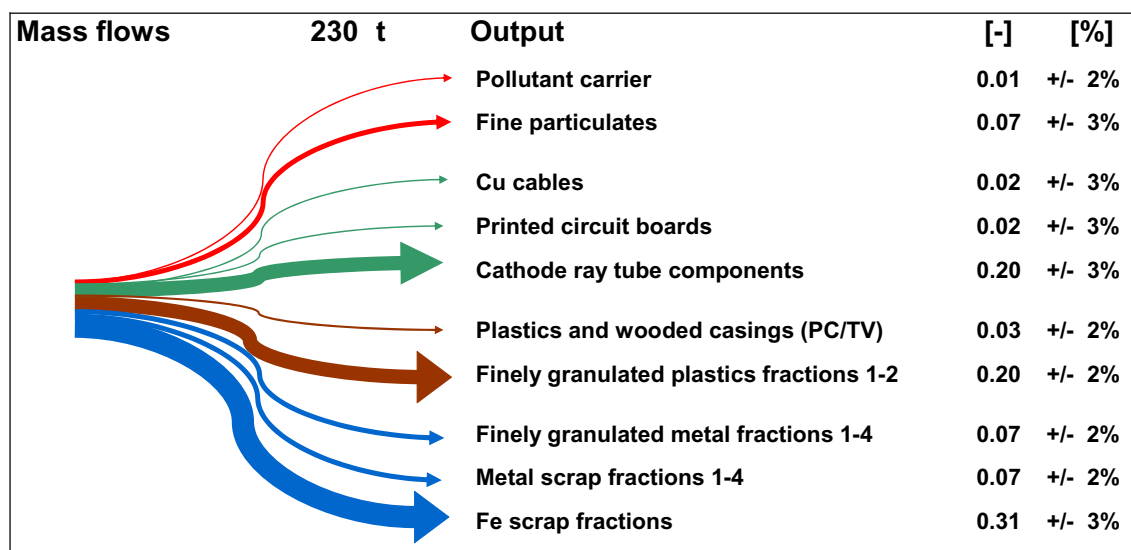 Mass flows 230 t Output [-] [%]
Pollutant carrier 0.01 +/- 2%
Fine particulates 0.07 +/- 3%
Cu cables 0.02 +/- 3%
Printed circuit boards 0.02 +/- 3%
Cathode ray tube components 0.20 +/- 3%
Plastics and wooded casings (PC/TV) 0.03 +/- 2%
Finely granulated plastics fractions 1-2 0.20 +/- 2%
Finely granulated metal fractions 1-4 0.07 +/- 2%
Metal scrap fractions 1-4 0.07 +/- 2%
Fe scrap fractions 0.31 +/- 3%